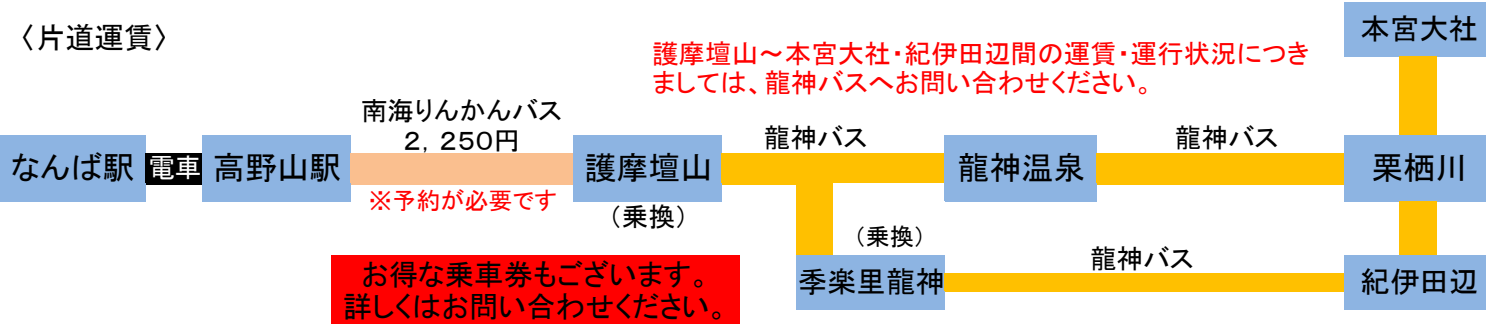 〈片道運賃〉
本宮大社
護摩壇山～本宮大社・紀伊田辺間の運賃・運行状況につき
ましては、龍神バスへお問い合わせください。
南海りんかんバス
2，250円
龍神バス
龍神バス
なんば駅
電車
高野山駅
護摩壇山
龍神温泉
栗栖川
※予約が必要です
（乗換）
（乗換）
龍神バス
お得な乗車券もございます。
詳しくはお問い合わせください。
季楽里龍神
紀伊田辺